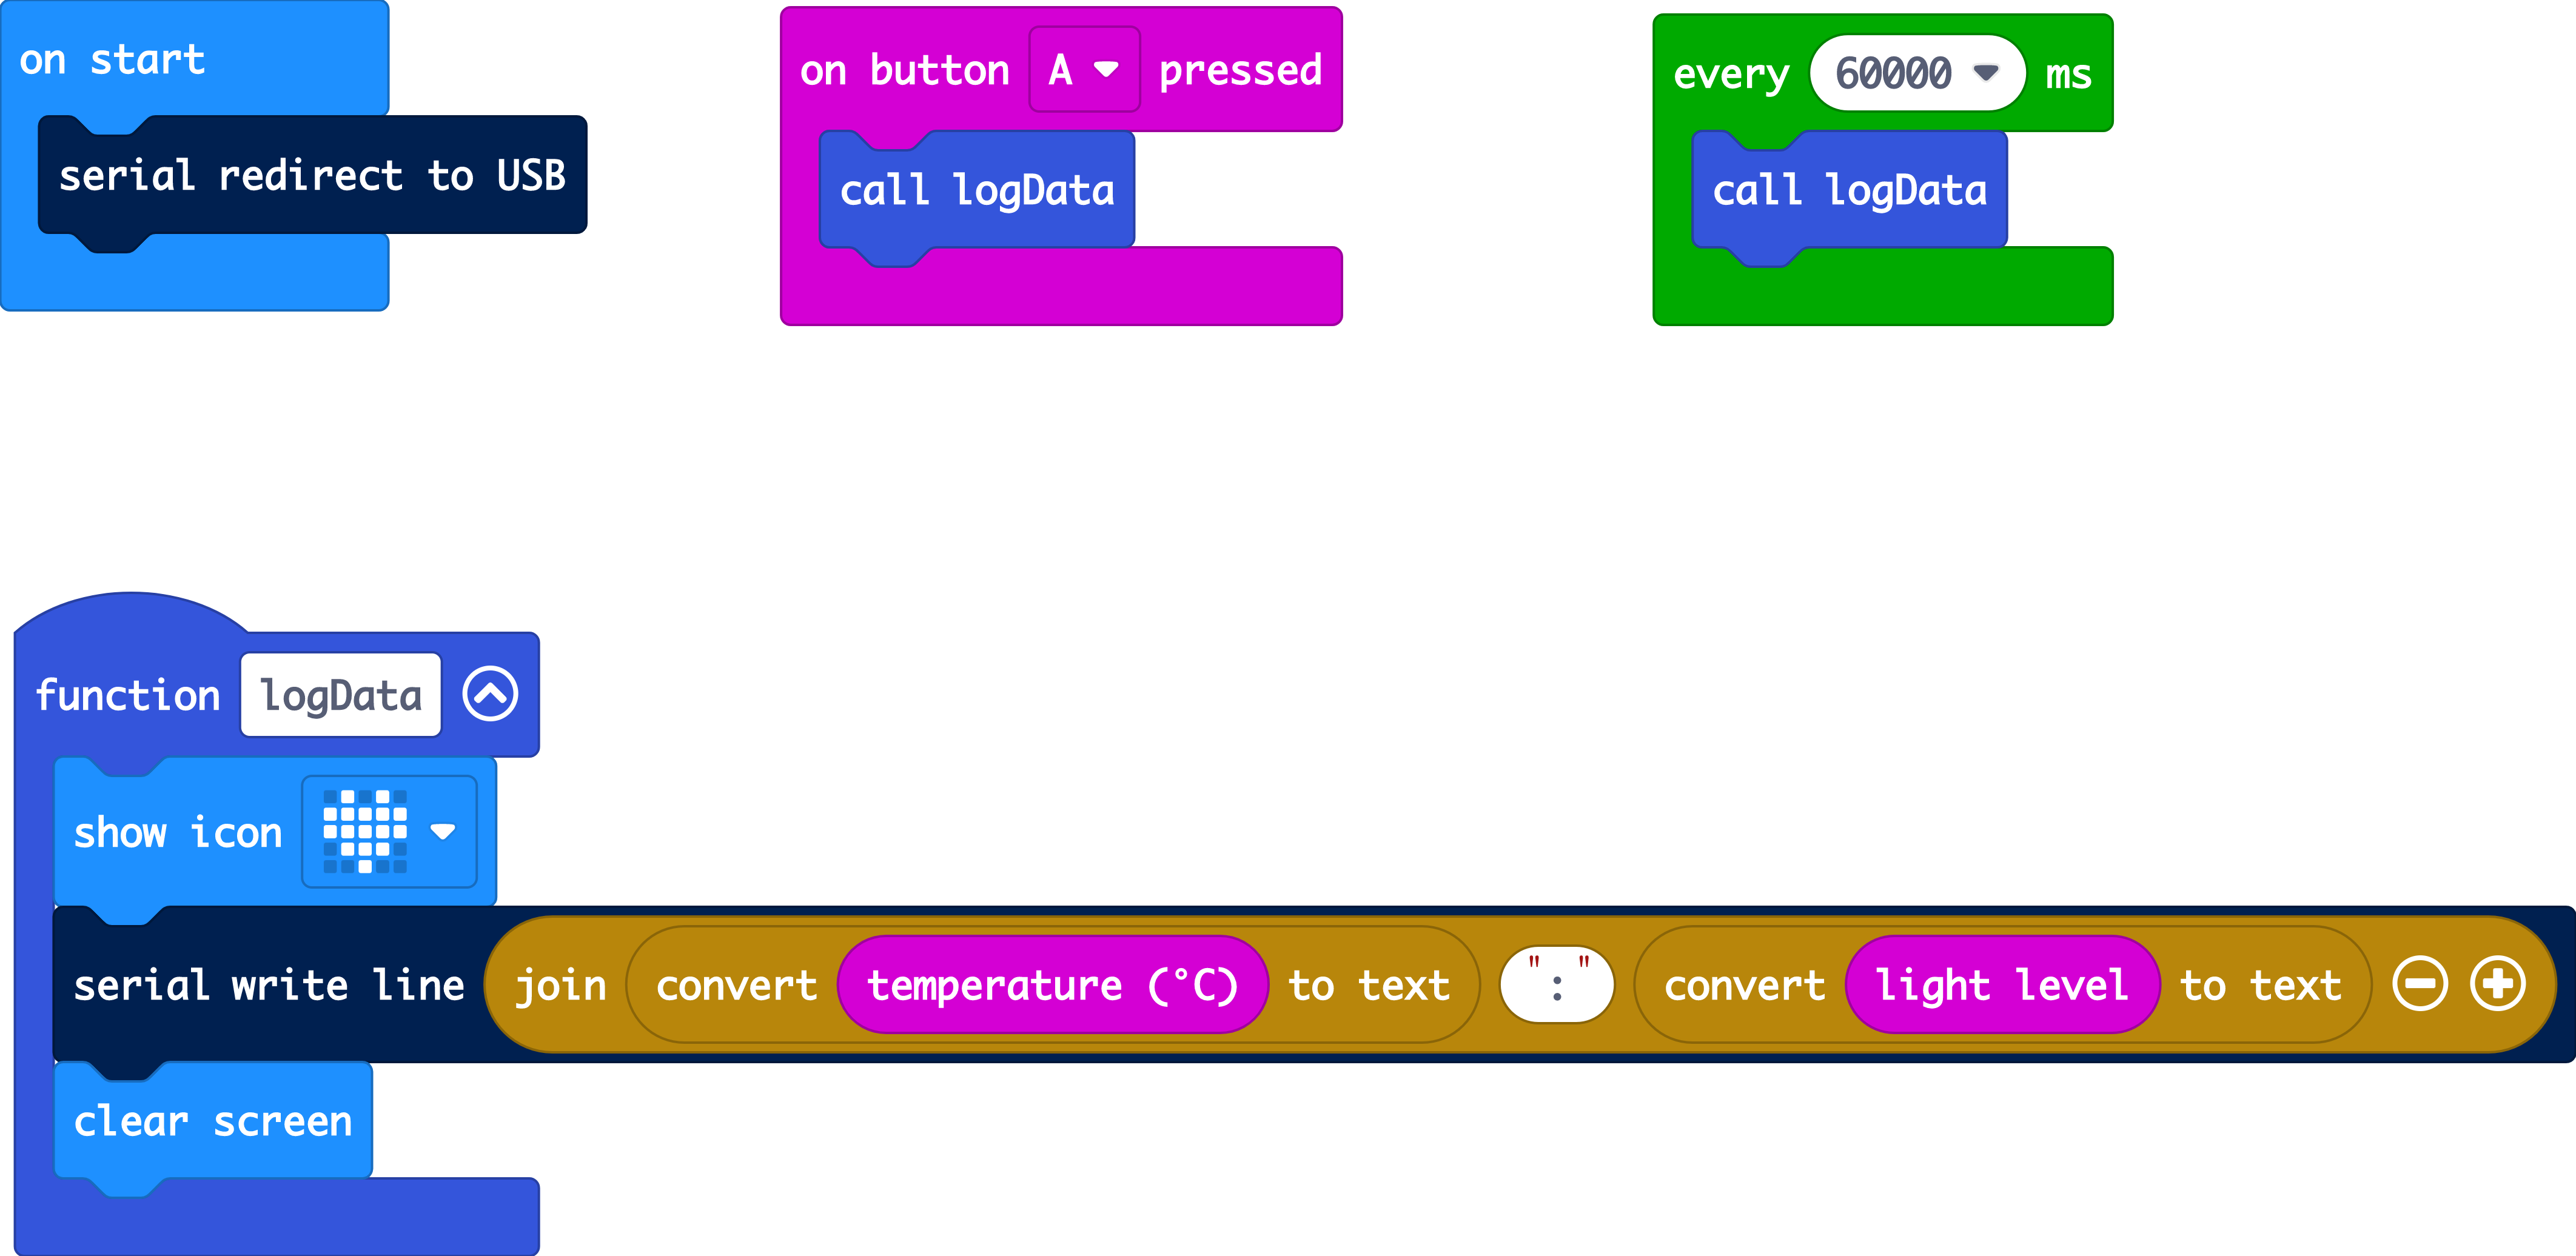 on start
serial redirect to USB
on button A pressed
call logData
every 60000 ms
call logData
function logData
show icon
serial write line join convert temperature (°C) to text ":" convert light level to text
clear screen